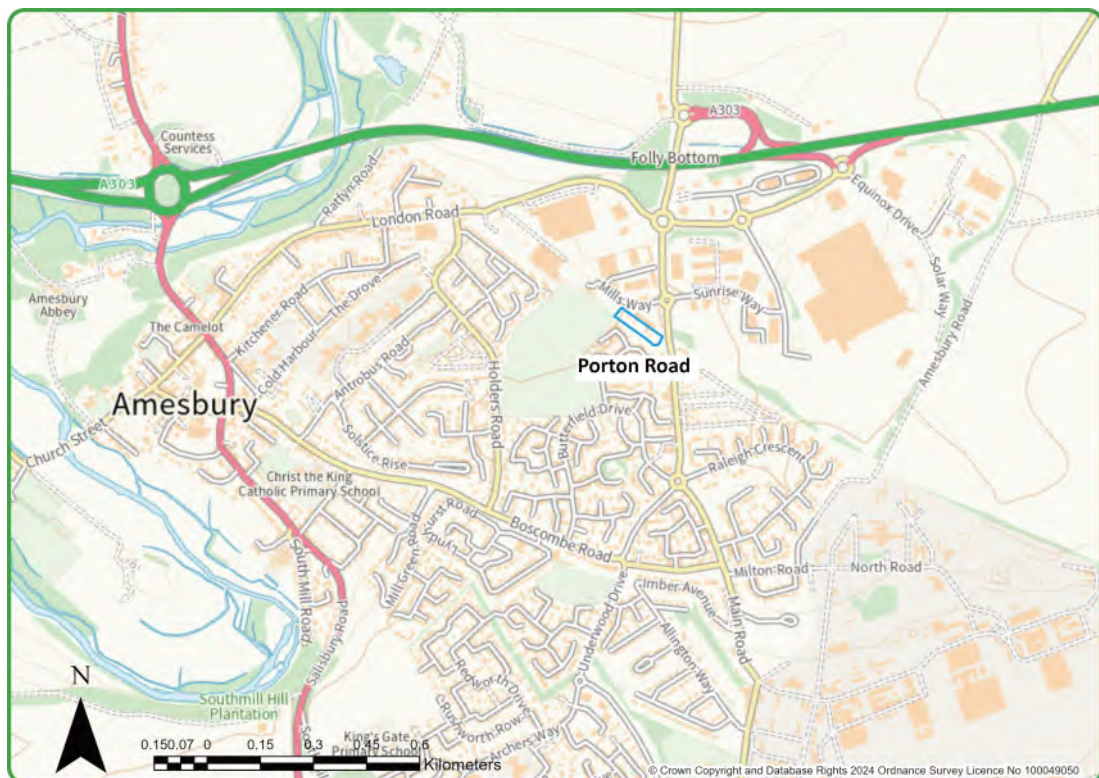 Countess
Services
A303
A303
Folly Bottom
Ratfyn Road
London Road
Equinox Drive
Solar Way
Amesbury Road
Amesbury
Abbey
The Camelot
Kitchener Road
The Drove
Cold Harbour
Antrobus Road
Holders Road
Mills Way
Sunrise Way
Porton Road
Amesbury
Church Street
Solstice Rise
Butterfield Drive
Raleigh Crescent
Christ the King
Catholic Primary School
Boscombe Road
Lyndhurst Road
Mill Green Road
South Mill Road
Salisbury Road
Milton Road
North Road
Imber Avenue
Main Road
Underwood Drive
Allington Way
Redworth Drive
Cruxworth Row
Archers Way
Southmill Hill
Plantation
King's Gate
Primary School
N
0.150.07 0 0.15 0.3 0.45 0.6
Kilometers
© Crown Copyright and Database Rights 2024 Ordnance Survey Licence No 100049050